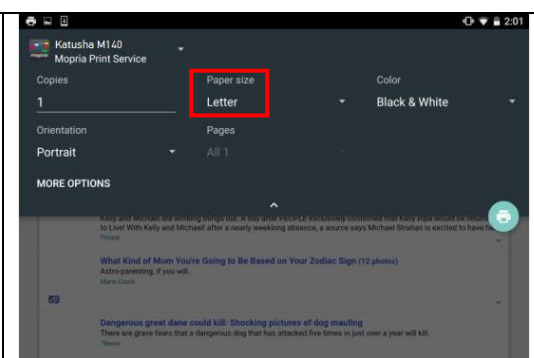 2:01
Katusha M140
mopria Mopria Print Service
Copies Paper size Color
1 Letter Black & White
Orientation Pages
Portrait All 1
MORE OPTIONS
Kelly and Michael are working things out. A day after PEOPLE exclusively confirmed that Kelly Ripa would be
to Live! With Kelly and Michael! after a nearly weeklong absence, a source says Michael Strahan is excited to have
People
What Kind of Mom You're Going to Be Based on Your Zodiac Sign (12 photos)
Astro-parenting, if you will.
Marie Claire
Dangerous great dane could kill: Shocking pictures of dog mauling
There are grave fears that a dangerous dog that has attacked five times in just over a year will kill.
7News